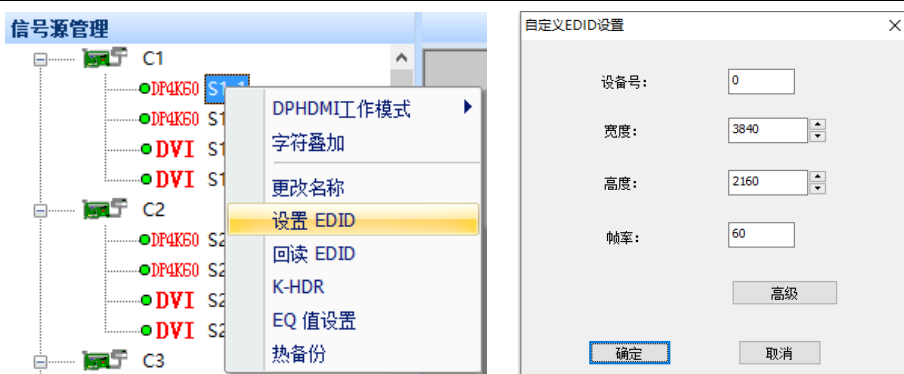 信号源管理
C1
DP4K60 S1-1
DP4K60 S1
DVI S1
DVI S1
C2
DP4K60 S2
DP4K60 S2
DVI S2
DVI S2
C3
DPHDMI工作模式
字符叠加
更改名称
设置 EDID
回读 EDID
K-HDR
EQ 值设置
热备份
自定义EDID设置
设备号: 0
宽度: 3840
高度: 2160
帧率: 60
高级
确定 取消